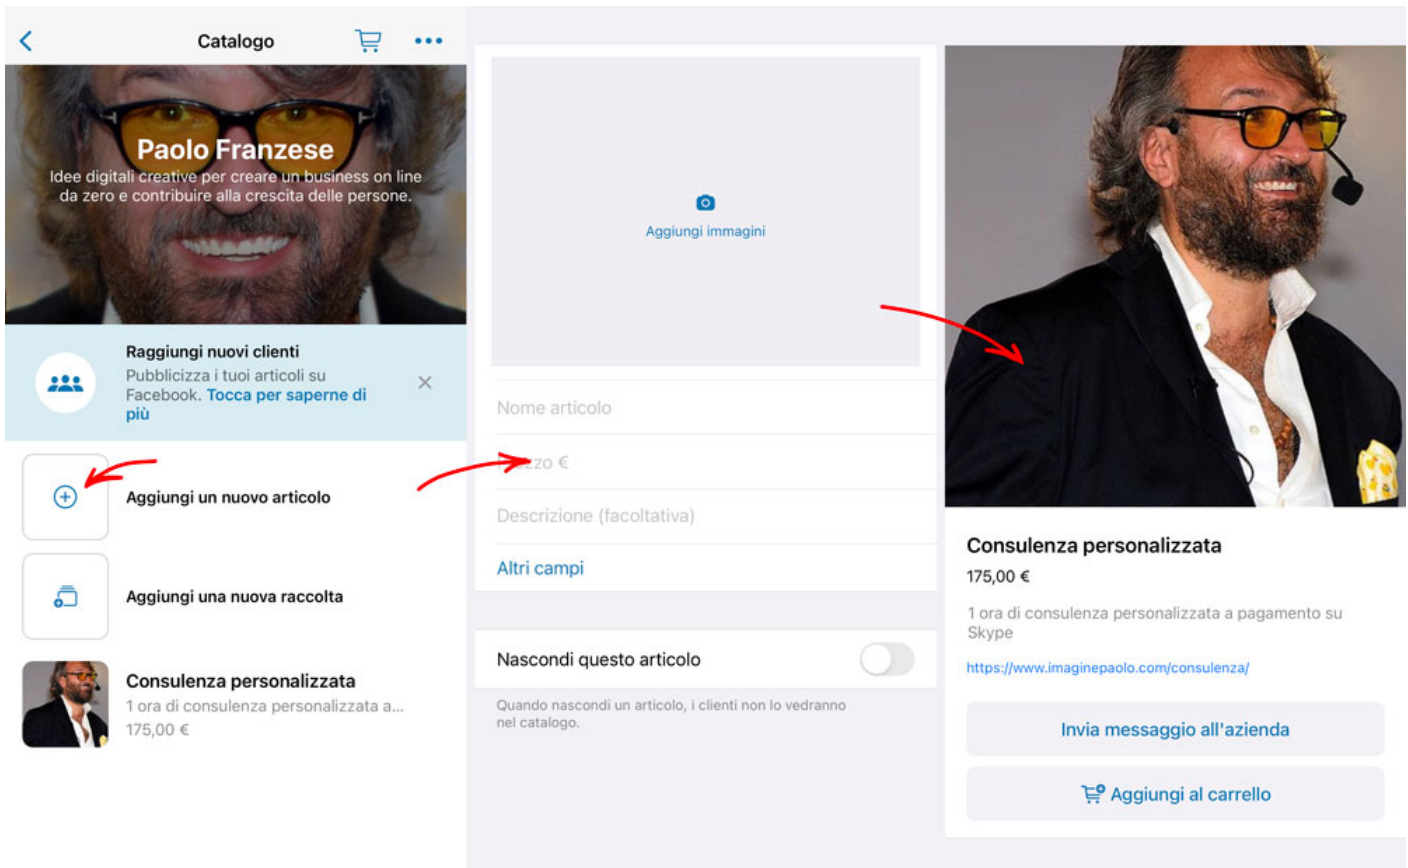 Catalogo
Paolo Franzese
Idee digitali creative per creare un business on line
da zero e contribuire alla crescita delle persone.
Raggiungi nuovi clienti
Pubblicizza i tuoi articoli su
Facebook. Tocca per saperne di
più
Aggiungi un nuovo articolo
Aggiungi una nuova raccolta
Consulenza personalizzata
1 ora di consulenza personalizzata a...
175,00 €
Aggiungi immagini
Nome articolo
Prezzo €
Descrizione (facoltativa)
Altri campi
Nascondi questo articolo
Quando nascondi un articolo, i clienti non lo vedranno
nel catalogo.
Consulenza personalizzata
175,00 €
1 ora di consulenza personalizzata a pagamento su
Skype
https://www.imaginepaolo.com/consulenza/
Invia messaggio all'azienda
Aggiungi al carrello